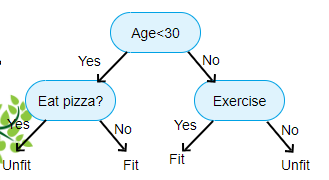 Age<30
Yes
No
Eat pizza?
Exercise
Yes
No
Yes
No
Unfit
Fit
Fit
Unfit